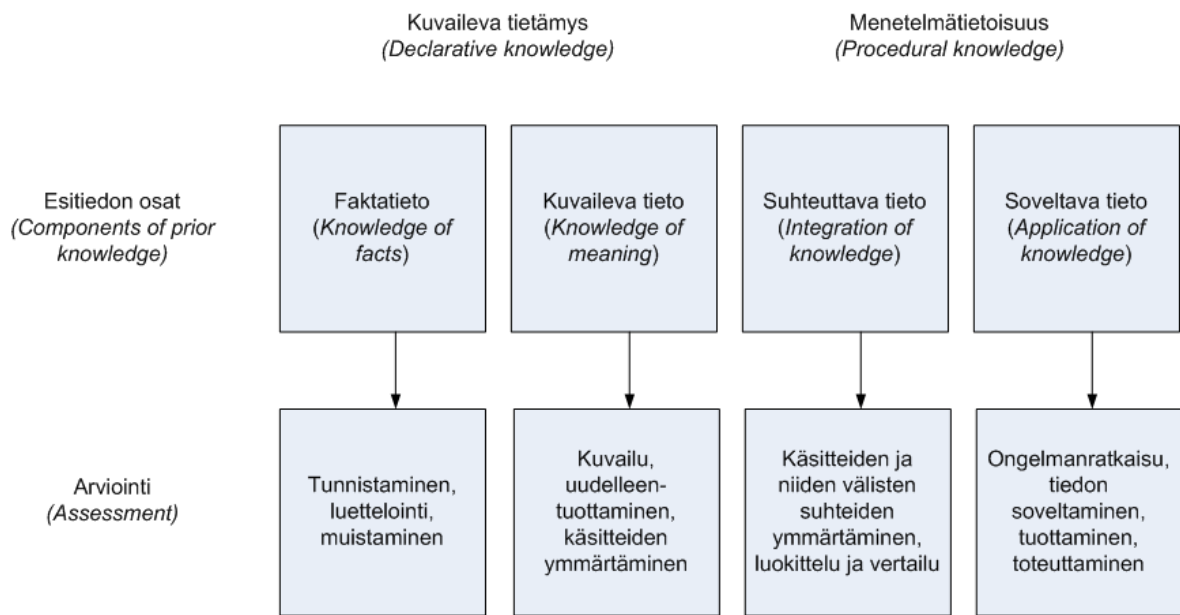 Kuvaileva tietämys
(Declarative knowledge)
Menetelmätietoisuus
(Procedural knowledge)
Esitiedon osat
(Components of prior
knowledge)
Faktatieto
(Knowledge of
facts)
Kuvaileva tieto
(Knowledge of
meaning)
Suhteuttava tieto
(Integration of
knowledge)
Soveltava tieto
(Application of
knowledge)
Arviointi
(Assessment)
Tunnistaminen,
luettelointi,
muistaminen
Kuvailu,
uudelleen-
tuottaminen,
käsitteiden
ymmärtäminen
Käsitteiden ja
niiden välisten
suhteiden
ymmärtäminen,
luokittelu ja vertailu
Ongelmanratkaisu,
tiedon
soveltaminen,
tuottaminen,
toteuttaminen